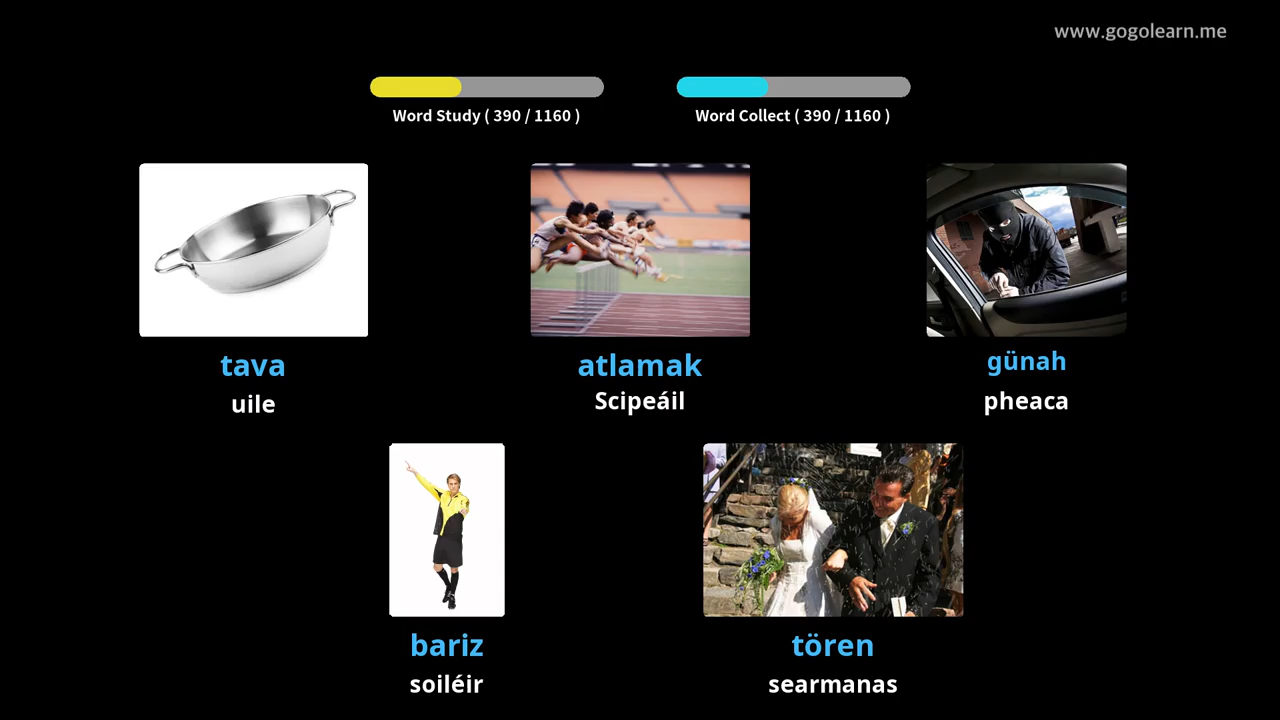 www.gogolearn.me
Word Study ( 390 / 1160 )
Word Collect ( 390 / 1160 )
tava
uile
atlamak
Scipeáil
günah
pheaca
bariz
soiléir
tören
searmanas